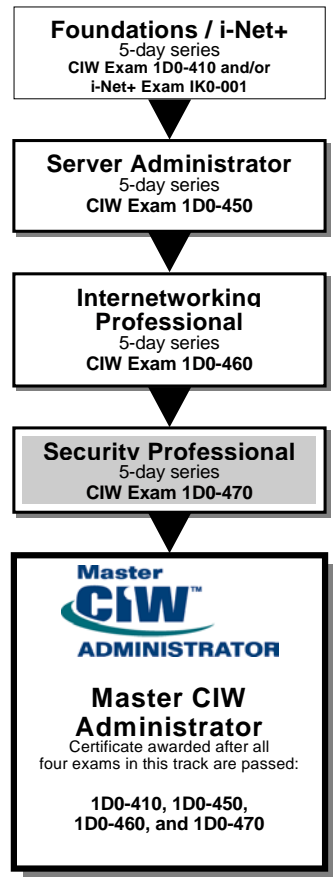 Foundations / i-Net+
5-day series
CIW Exam 1D0-410 and/or
i-Net+ Exam IK0-001
Server Administrator
5-day series
CIW Exam 1D0-450
Internetworking
Professional
5-day series
CIW Exam 1D0-460
Security Professional
5-day series
CIW Exam 1D0-470
Master
CIW™
ADMINISTRATOR
Master CIW
Administrator
Certificate awarded after all
four exams in this track are passed:
1D0-410, 1D0-450,
1D0-460, and 1D0-470